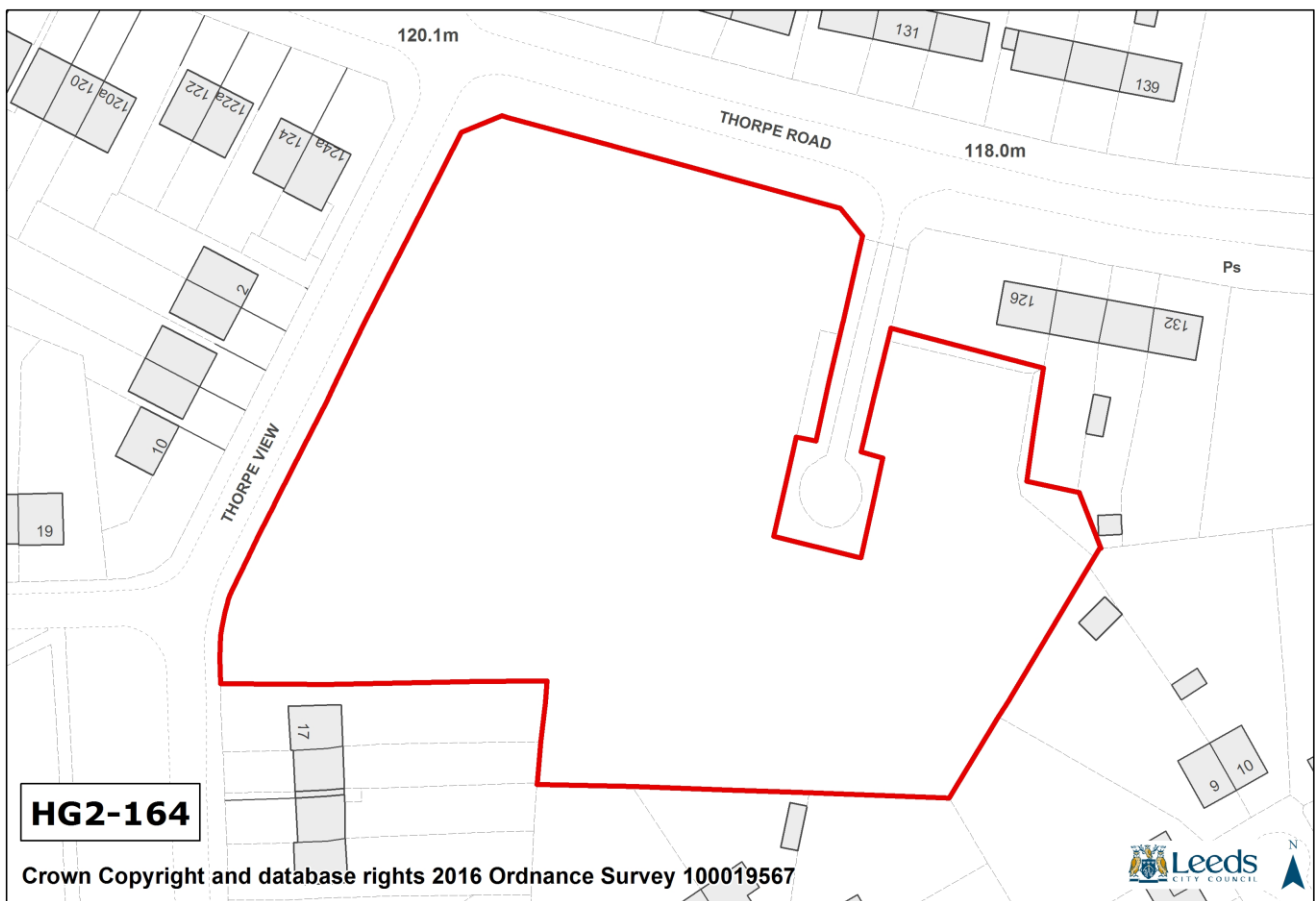 120.1m
131
139
120
120a
122
122a
124
124a
THORPE ROAD
118.0m
Ps
2
126
132
10
THORPE VIEW
19
17
9
10
HG2-164
Crown Copyright and database rights 2016 Ordnance Survey 100019567
Leeds
CITY COUNCIL
N